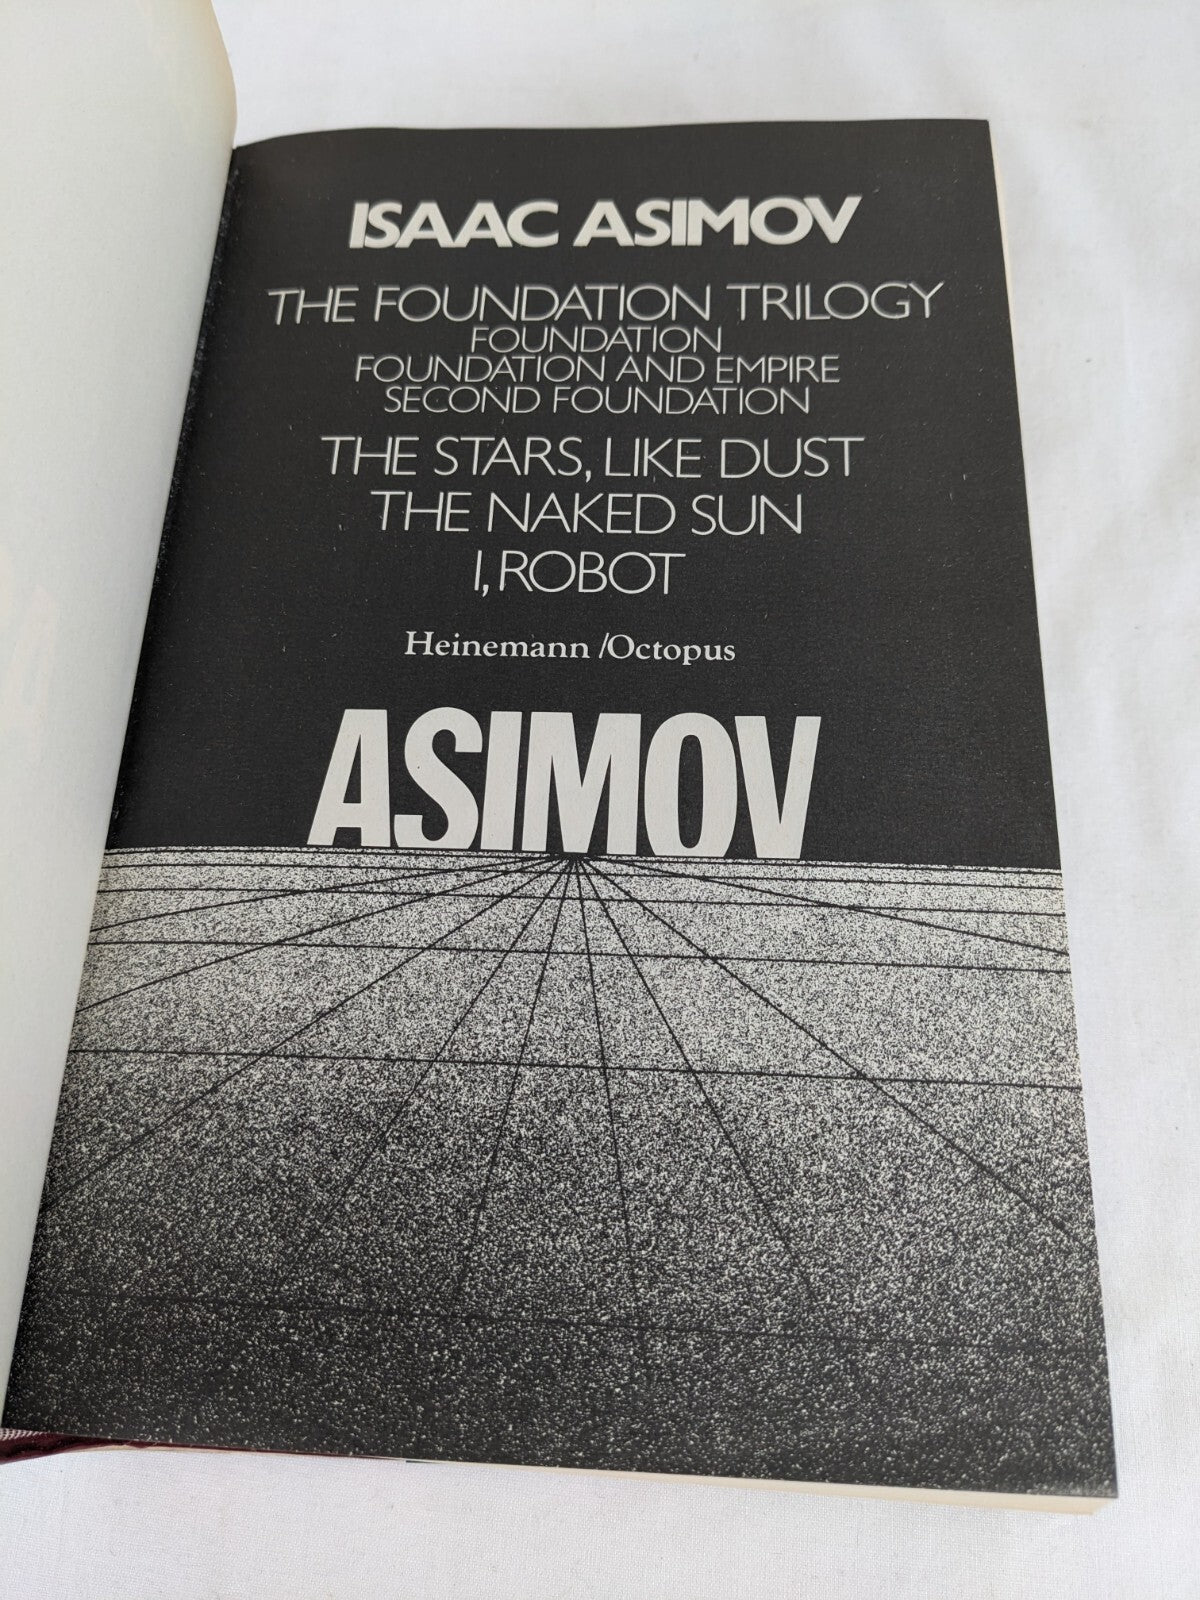 ISAAC ASIMOV
THE FOUNDATION TRILOGY
FOUNDATION
FOUNDATION AND EMPIRE
SECOND FOUNDATION
THE STARS, LIKE DUST
THE NAKED SUN
I, ROBOT
Heinemann /Octopus
ASIMOV